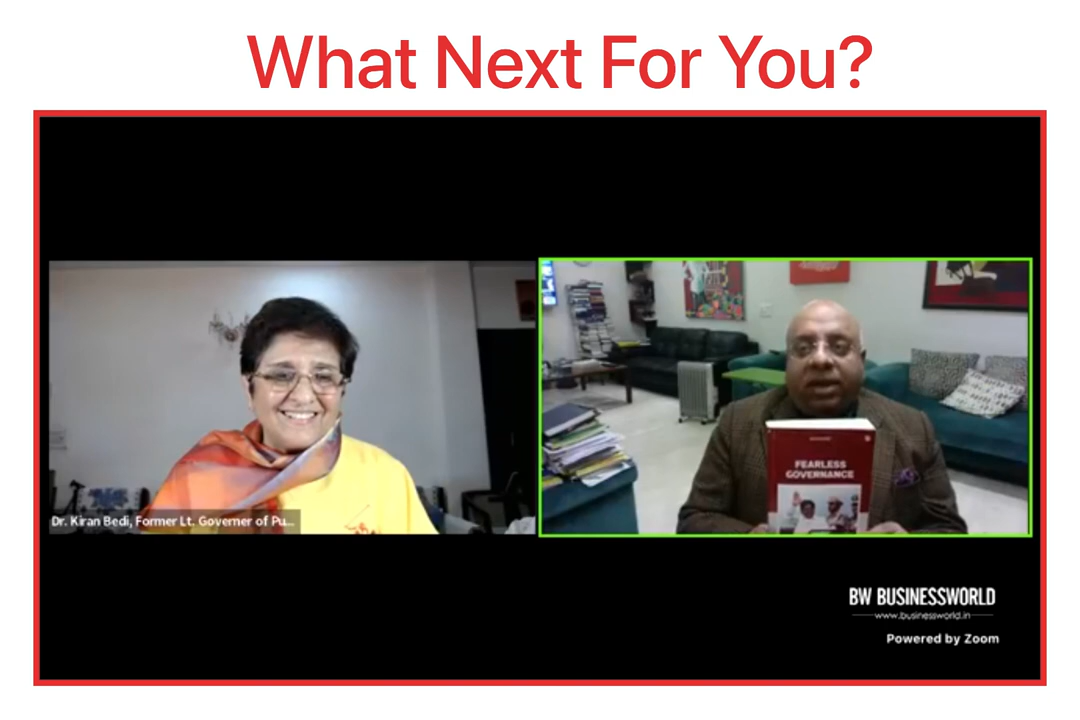 What Next For You?
Dr. Kiran Bedi, Former Lt. Governer of Pu...
FEARLESS
GOVERNANCE
BW BUSINESSWORLD
www.businessworld.in
Powered by Zoom